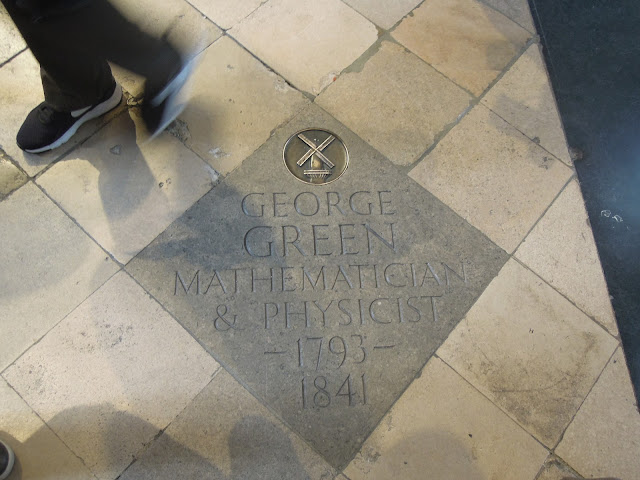 GEORGE
GREEN
MATHEMATICIAN
& PHYSICIST
-1793-
1841